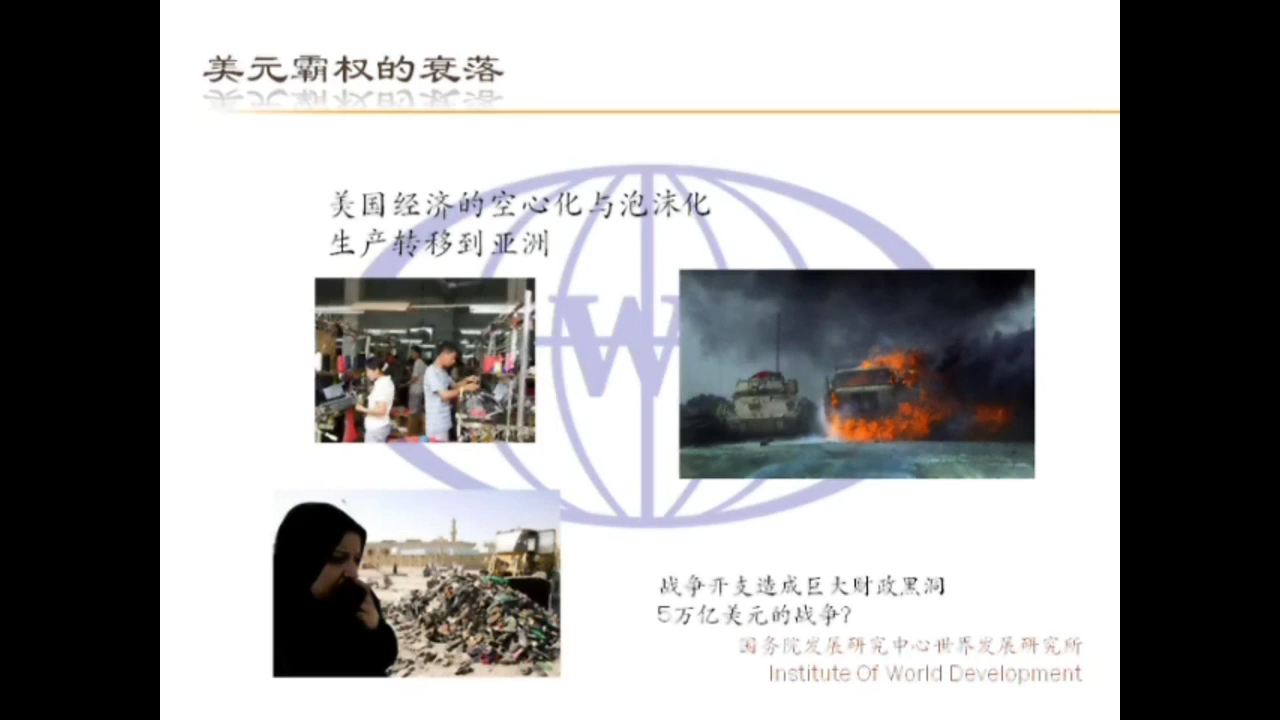 美元霸权的衰落
美国经济的空心化与泡沫化
生产转移到亚洲
W
战争开支造成巨大财政黑洞
5万亿美元的战争?
国务院发展研究中心世界发展研究所
Institute Of World Development